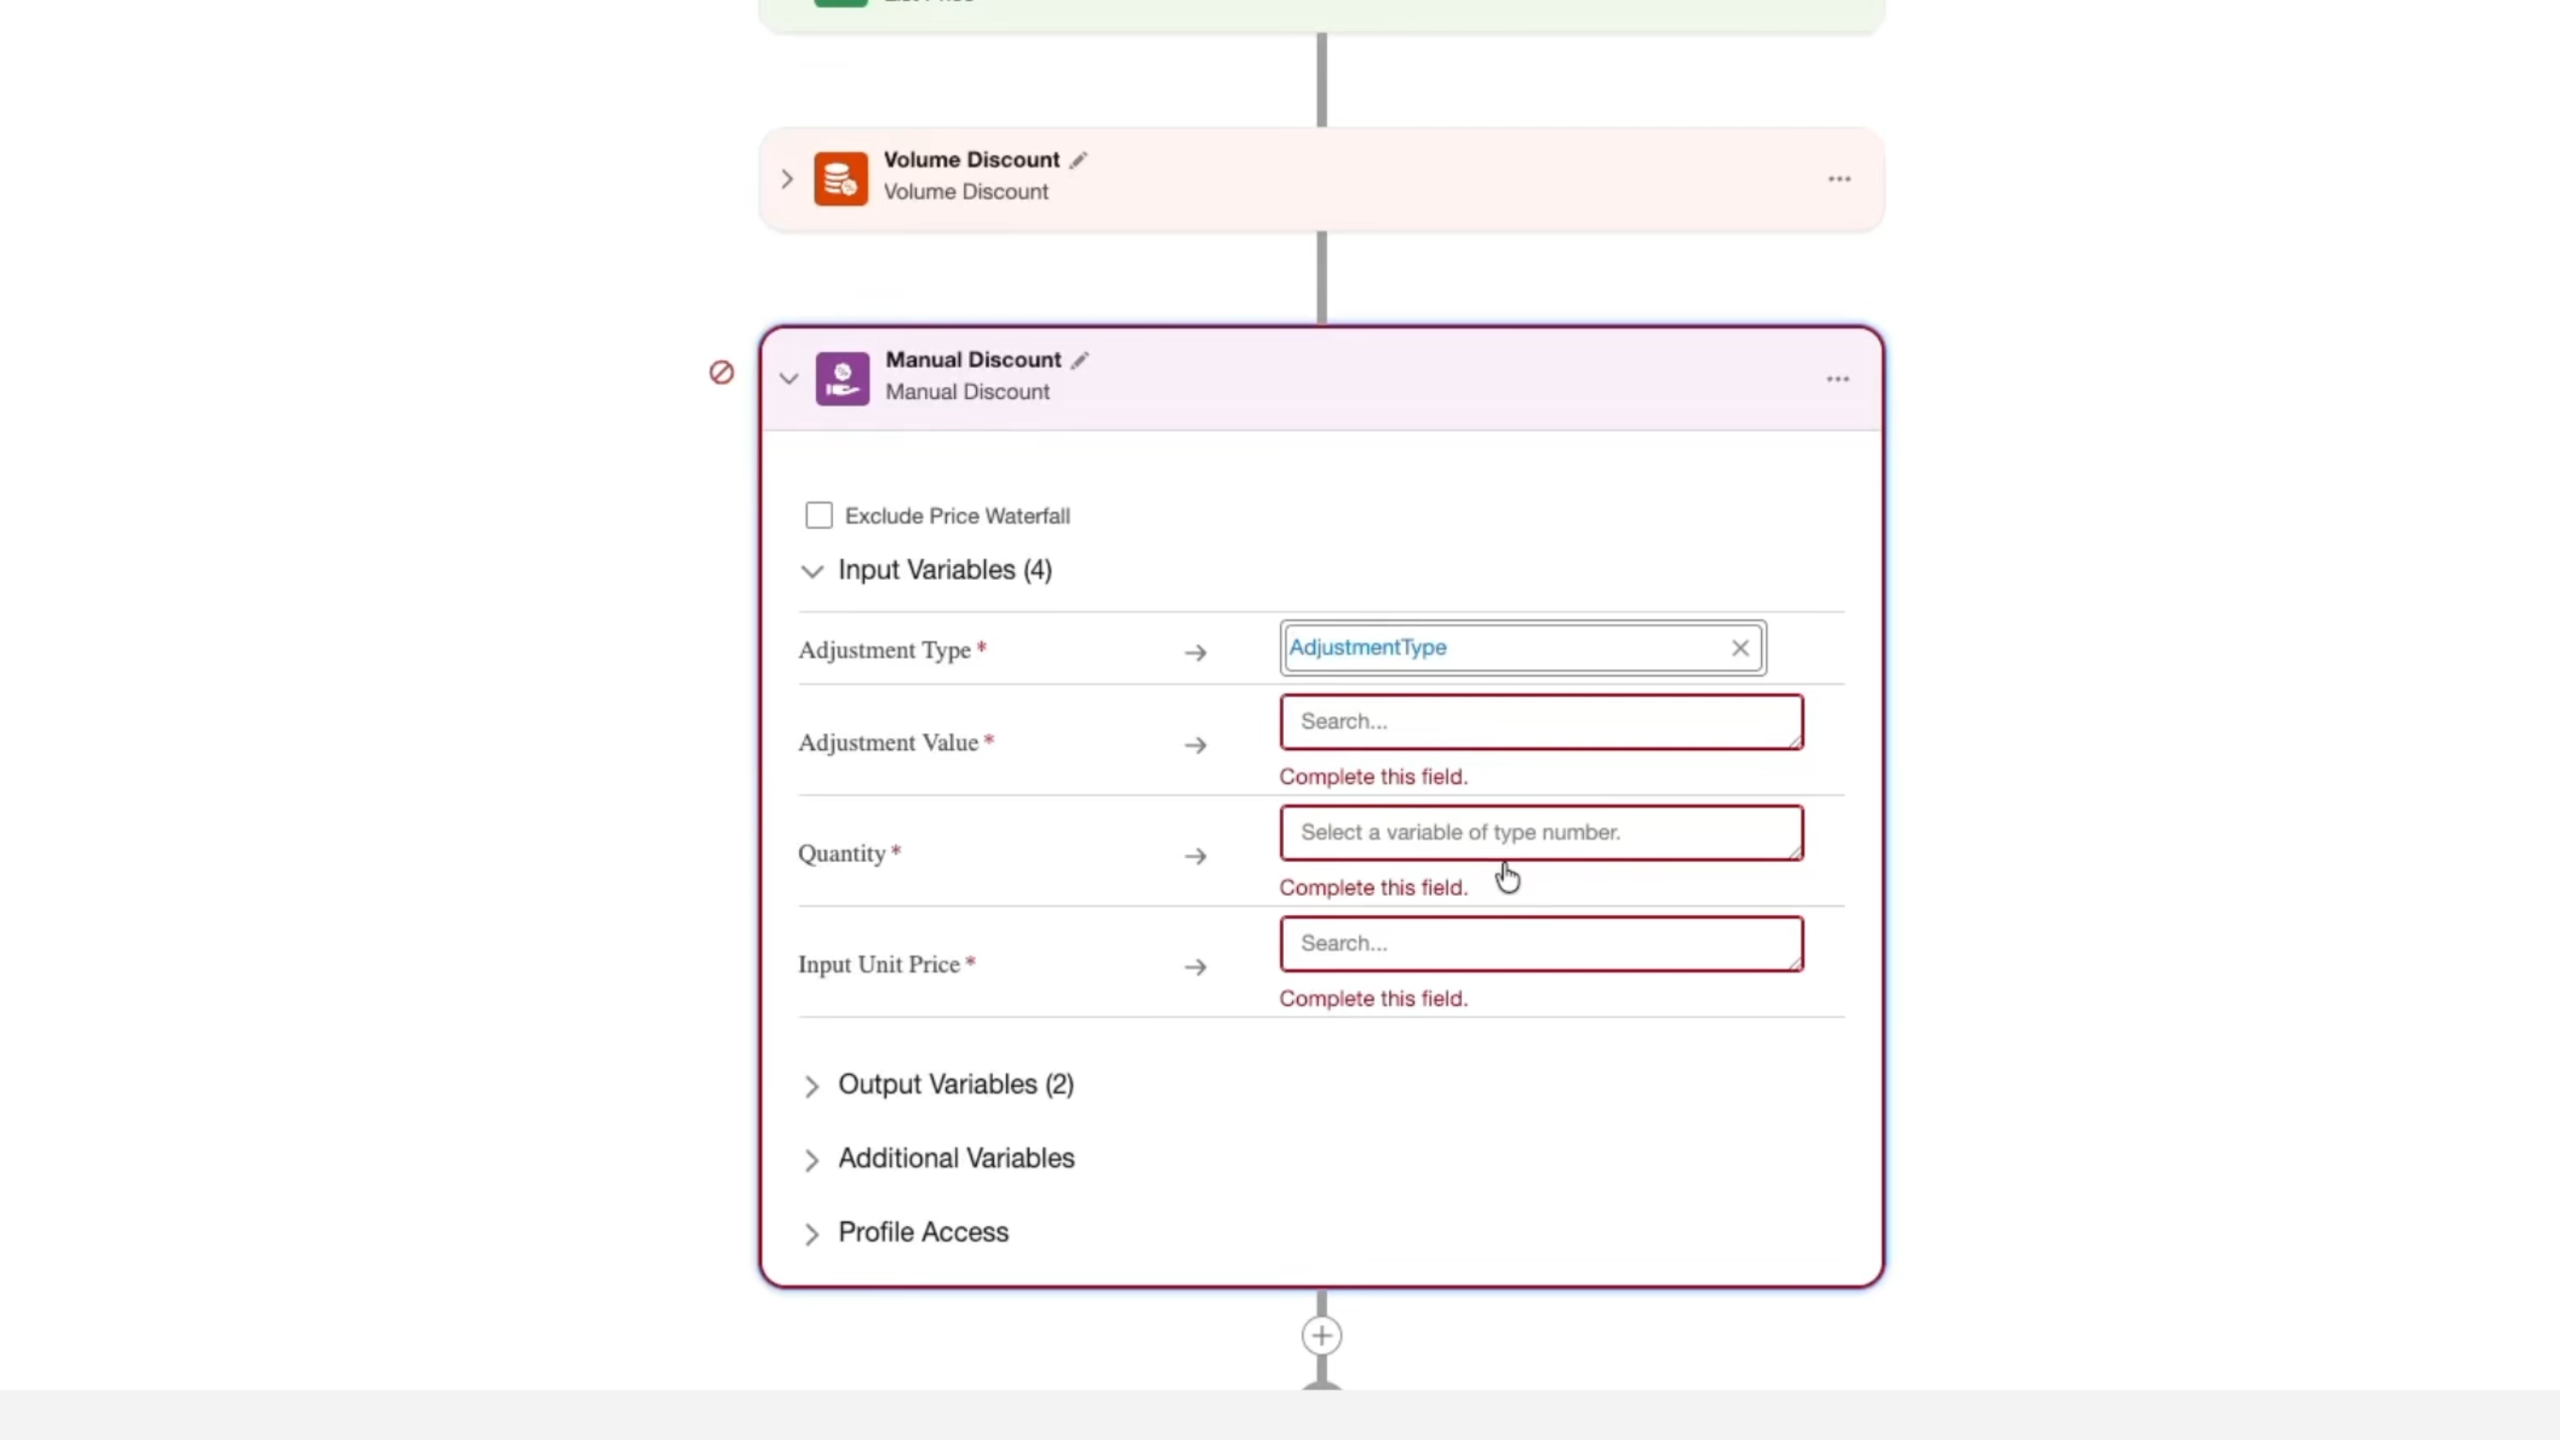 Volume Discount
Volume Discount
Manual Discount
Manual Discount
Exclude Price Waterfall
Input Variables (4)
Adjustment Type *
AdjustmentType
Adjustment Value *
Search...
Complete this field.
Quantity *
Select a variable of type number.
Complete this field.
Input Unit Price *
Search...
Complete this field.
Output Variables (2)
Additional Variables
Profile Access